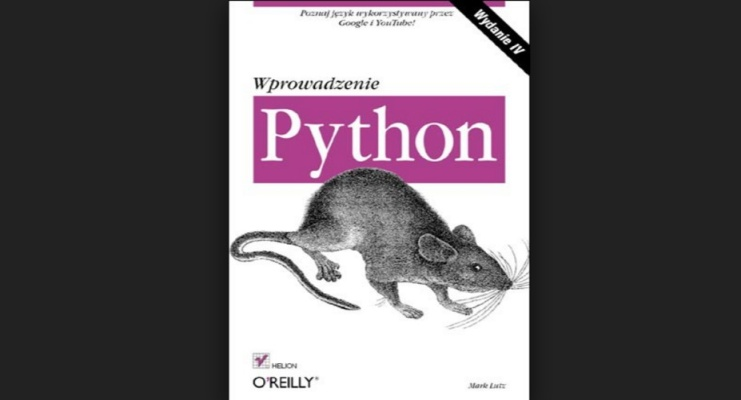 Poznaj język wykorzystywany przez
Google i YouTube!
Wydanie IV
Wprowadzenie
Python
HELION
O'REILLY®
Mark Lutz